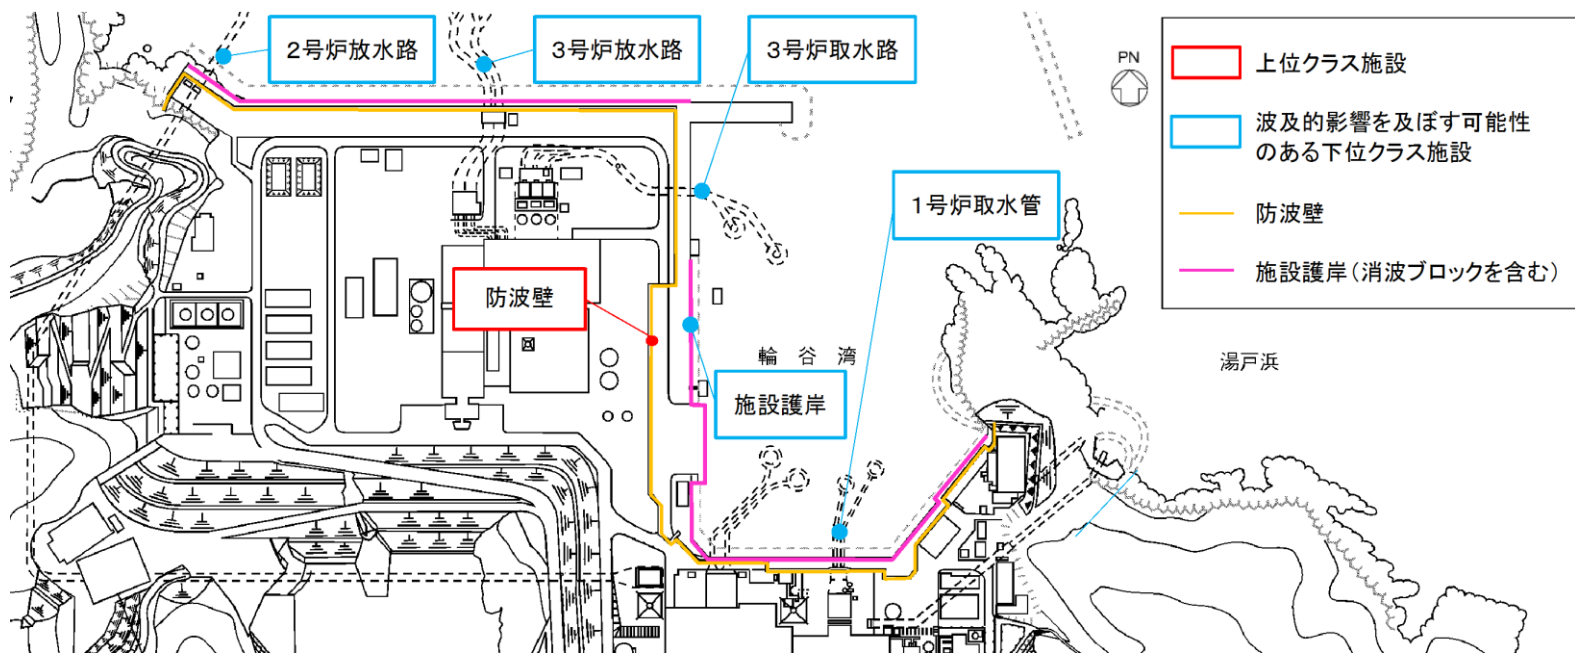 2号炉放水路
3号炉放水路
3号炉取水路
1号炉取水管
防波壁
施設護岸
輪谷湾
湯戸浜
PN
上位クラス施設
波及的影響を及ぼす可能性
のある下位クラス施設
防波壁
施設護岸(消波ブロックを含む)